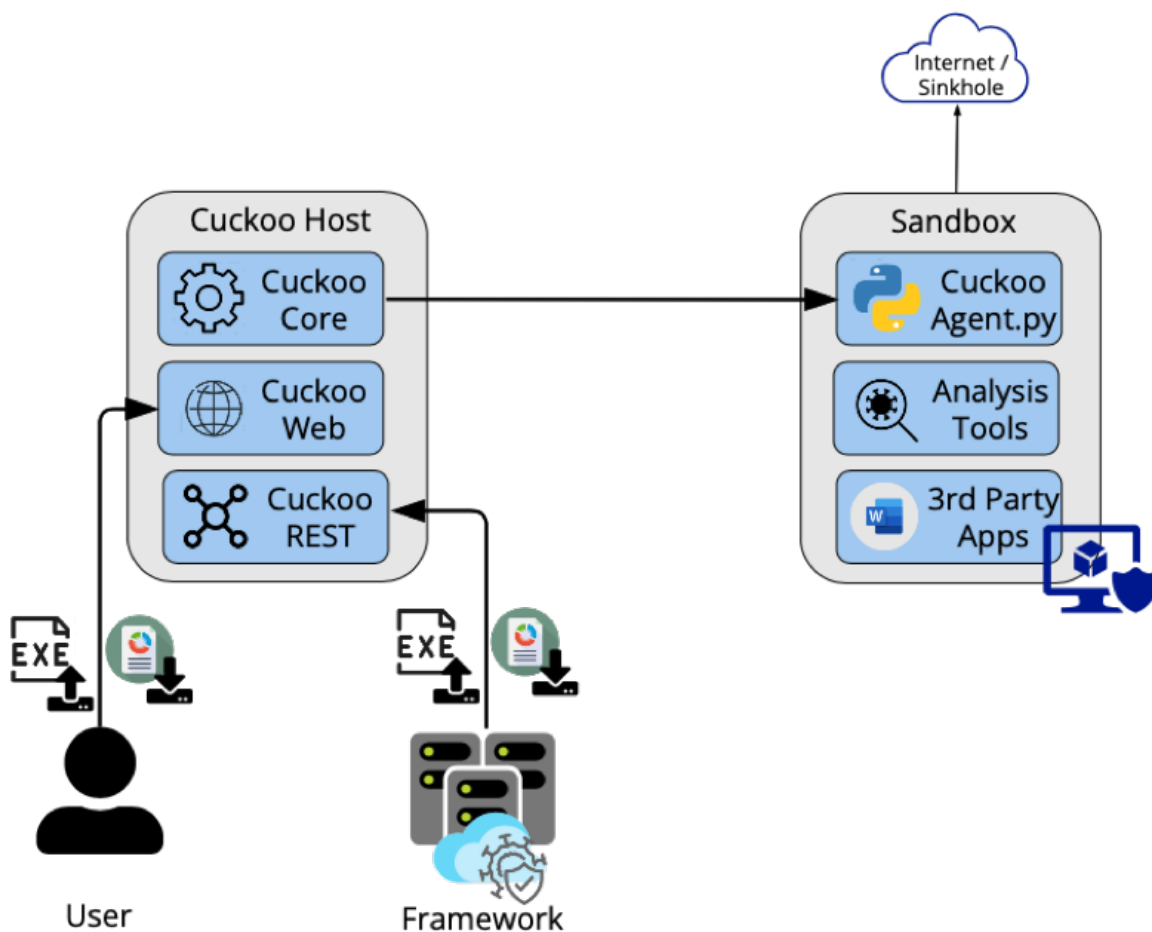 Internet /
Sinkhole
Cuckoo Host
Cuckoo
Core
Cuckoo
Web
Cuckoo
REST
Sandbox
Cuckoo
Agent.py
Analysis
Tools
W
3rd Party
Apps
EXE
EXE
User
Framework